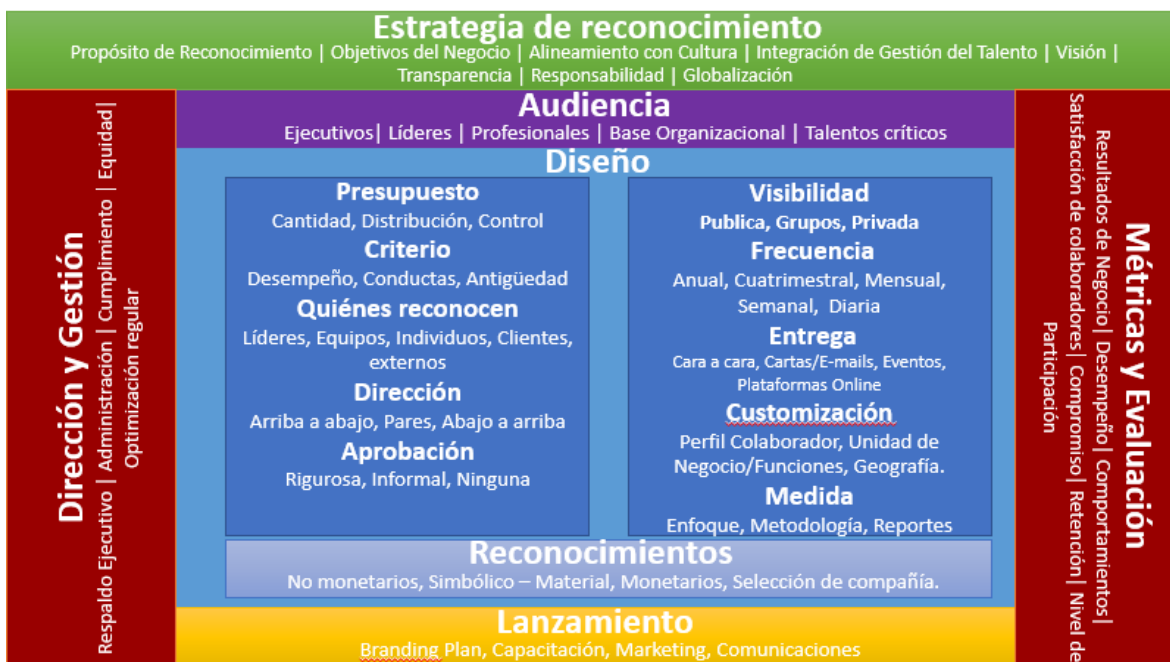 Estrategia de reconocimiento
Propósito de Reconocimiento | Objetivos del Negocio | Alineamiento con Cultura | Integración de Gestión del Talento | Visión |
Transparencia | Responsabilidad | Globalización
Dirección y Gestión
Respaldo Ejecutivo | Administración | Cumplimiento | Equidad|
Optimización regular
Audiencia
Ejecutivos| Líderes | Profesionales | Base Organizacional | Talentos críticos
Diseño
Presupuesto
Cantidad, Distribución, Control
Criterio
Desempeño, Conductas, Antigüedad
Quiénes reconocen
Líderes, Equipos, Individuos, Clientes,
externos
Dirección
Arriba a abajo, Pares, Abajo a arriba
Aprobación
Rigurosa, Informal, Ninguna
Visibilidad
Publica, Grupos, Privada
Frecuencia
Anual, Cuatrimestral, Mensual,
Semanal, Diaria
Entrega
Cara a cara, Cartas/E-mails, Eventos,
Plataformas Online
Customización
Perfil Colaborador, Unidad de
Negocio/Funciones, Geografía.
Medida
Enfoque, Metodología, Reportes
Reconocimientos
No monetarios, Simbólico – Material, Monetarios, Selección de compañía.
Lanzamiento
Branding Plan, Capacitación, Marketing, Comunicaciones
Métricas y Evaluación
Resultados de Negocio| Desempeño | Comportamientos|
Satisfacción de colaboradores| Compromiso| Retención| Nivel de
Participación